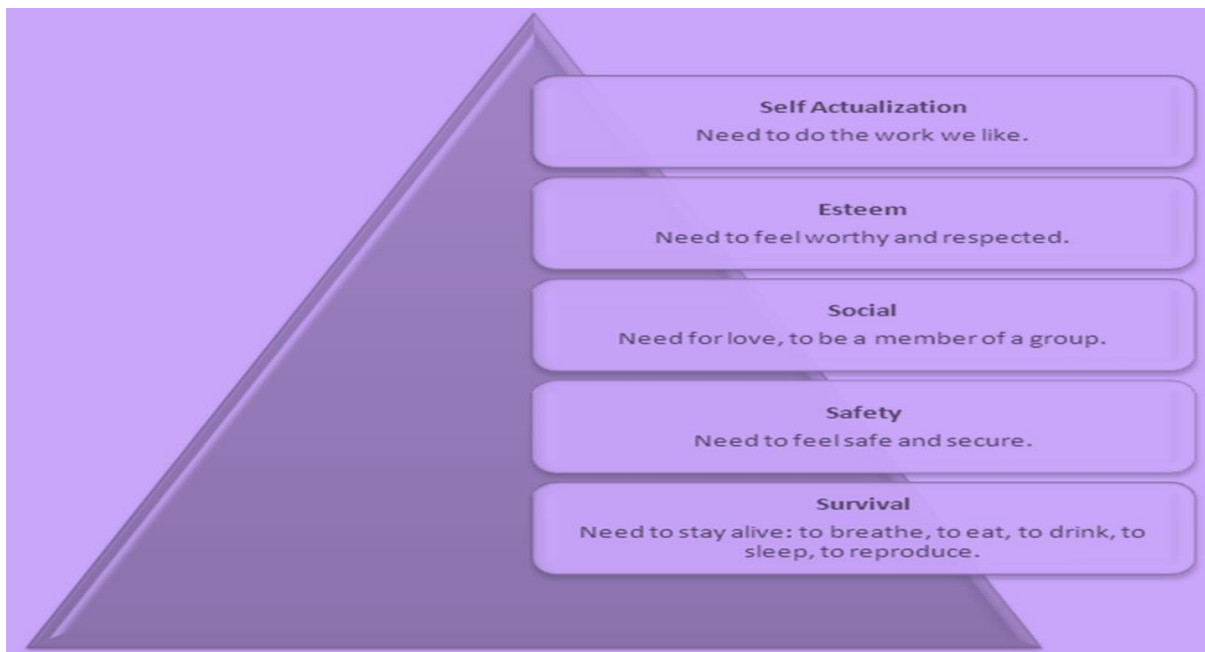 Self Actualization
Need to do the work we like.
Esteem
Need to feel worthy and respected.
Social
Need for love, to be a member of a group.
Safety
Need to feel safe and secure.
Survival
Need to stay alive: to breathe, to eat, to drink, to
sleep, to reproduce.